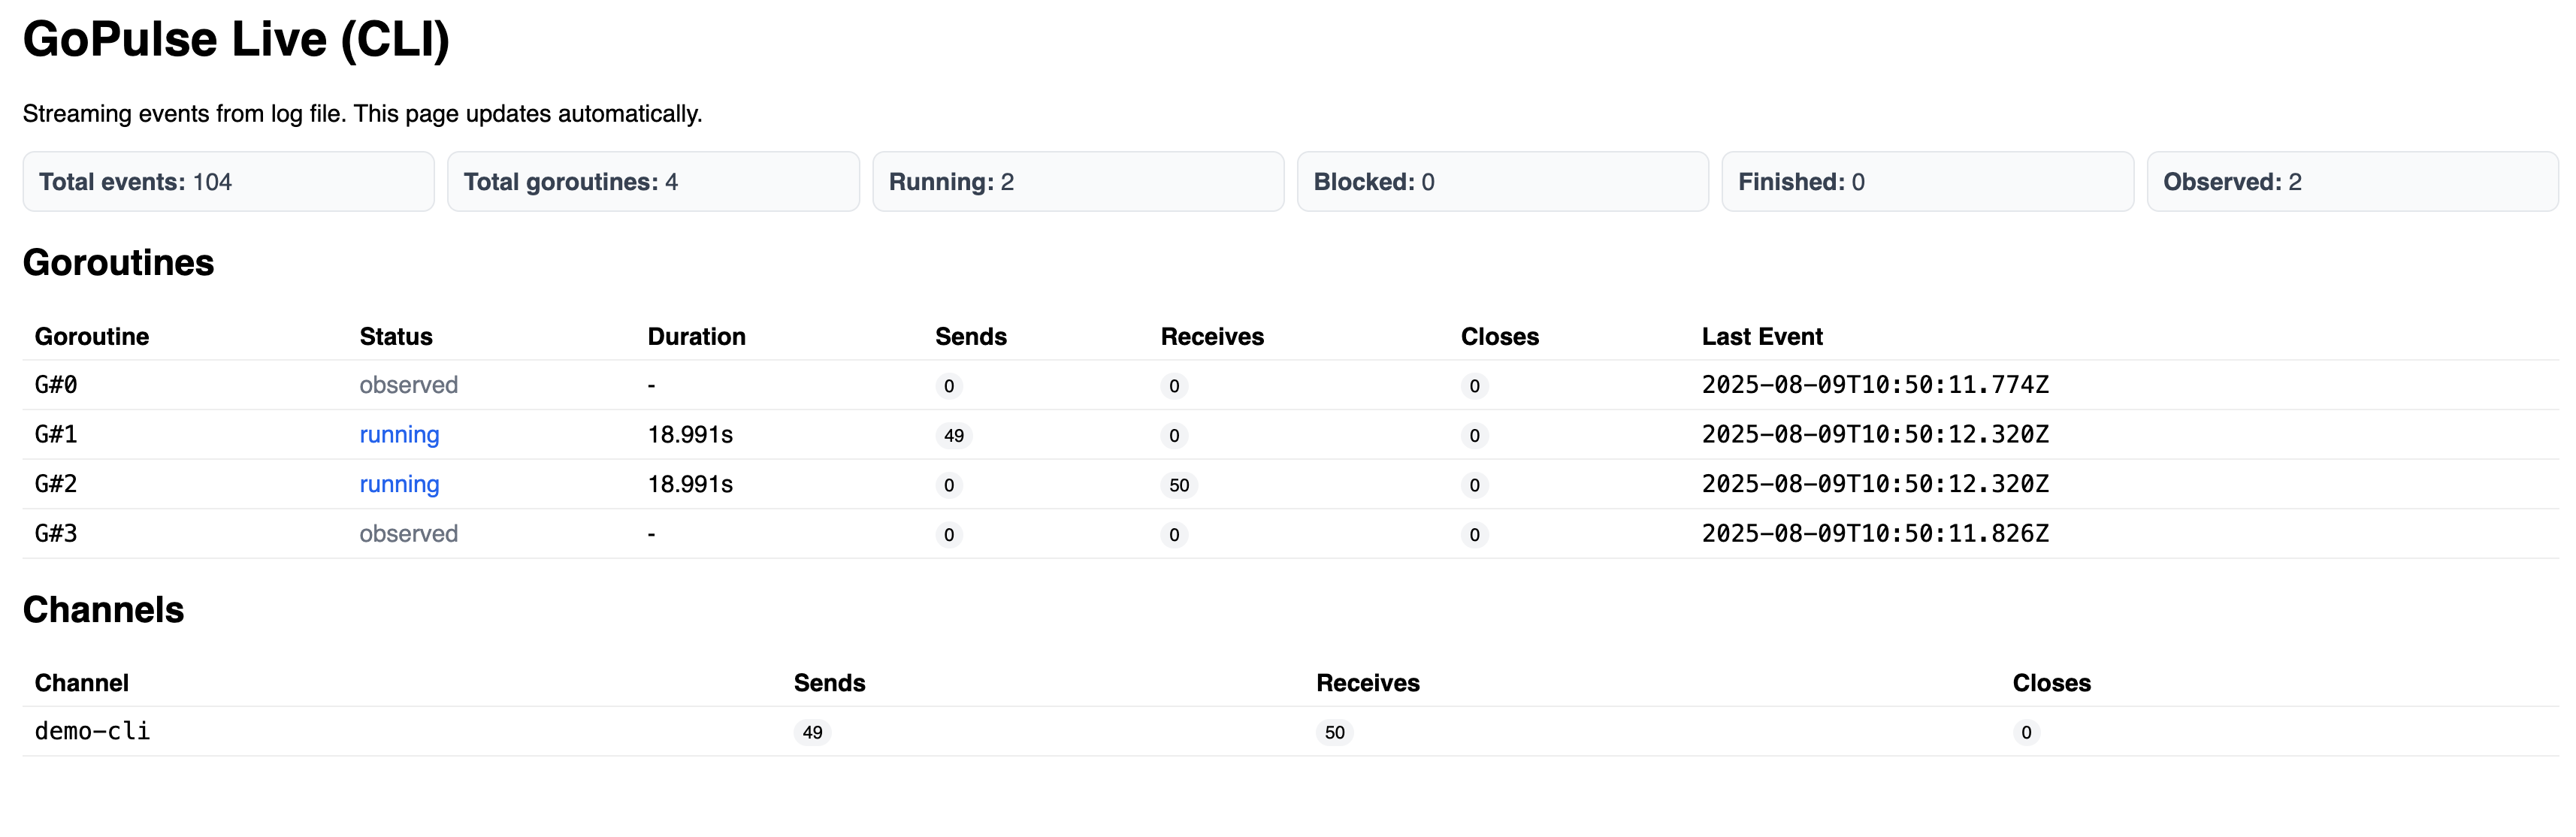 GoPulse Live (CLI)
Streaming events from log file. This page updates automatically.
Total events: 104 Total goroutines: 4 Running: 2 Blocked: 0 Finished: 0 Observed: 2
Goroutines
Goroutine Status Duration Sends Receives Closes Last Event
G#0 observed - 0 0 0 2025-08-09T10:50:11.774Z
G#1 running 18.991s 49 0 0 2025-08-09T10:50:12.320Z
G#2 running 18.991s 0 50 0 2025-08-09T10:50:12.320Z
G#3 observed - 0 0 0 2025-08-09T10:50:11.826Z
Channels
Channel Sends Receives Closes
demo-cli 49 50 0